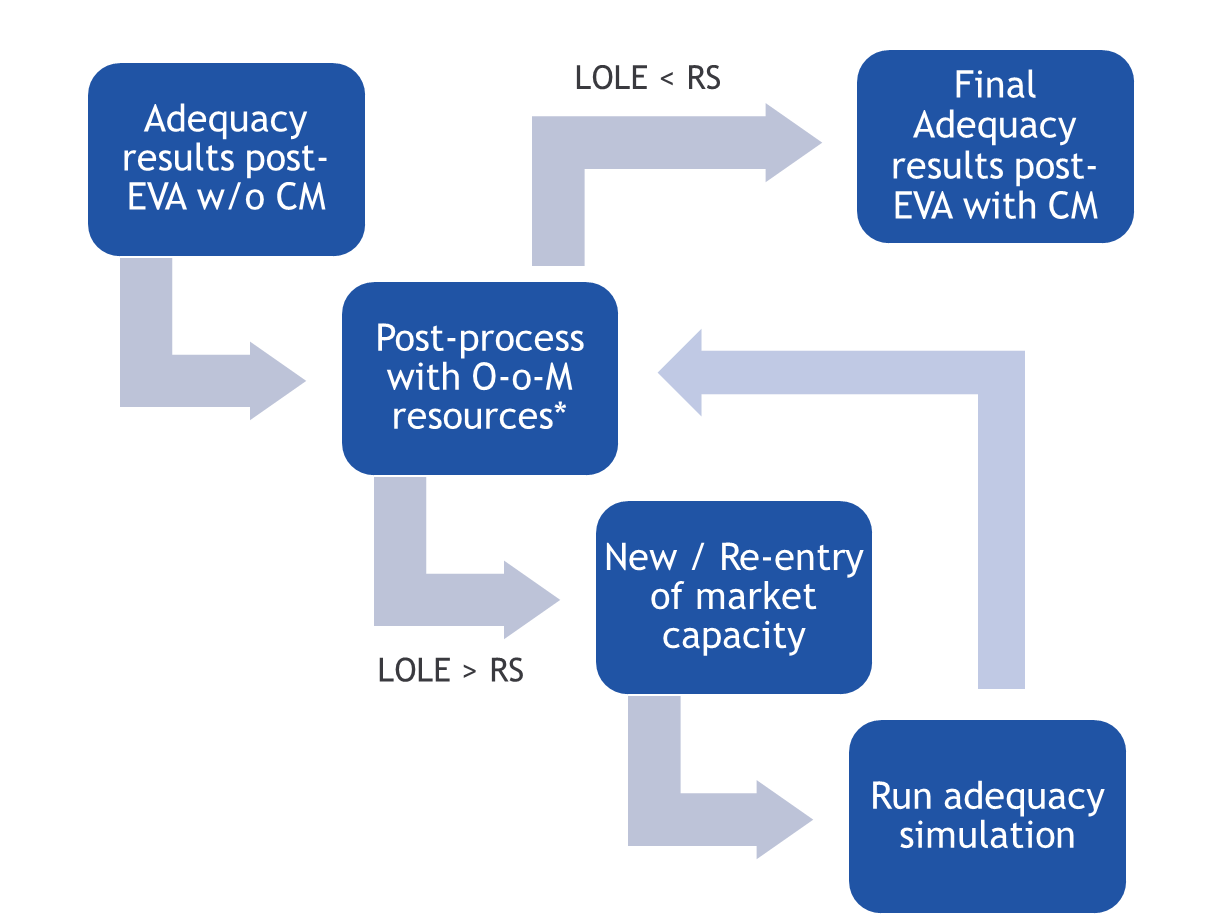 Adequacy
results post-
EVA w/o CM
LOLE < RS
Final
Adequacy
results post-
EVA with CM
Post-process
with O-o-M
resources*
New / Re-entry
of market
capacity
LOLE > RS
Run adequacy
simulation